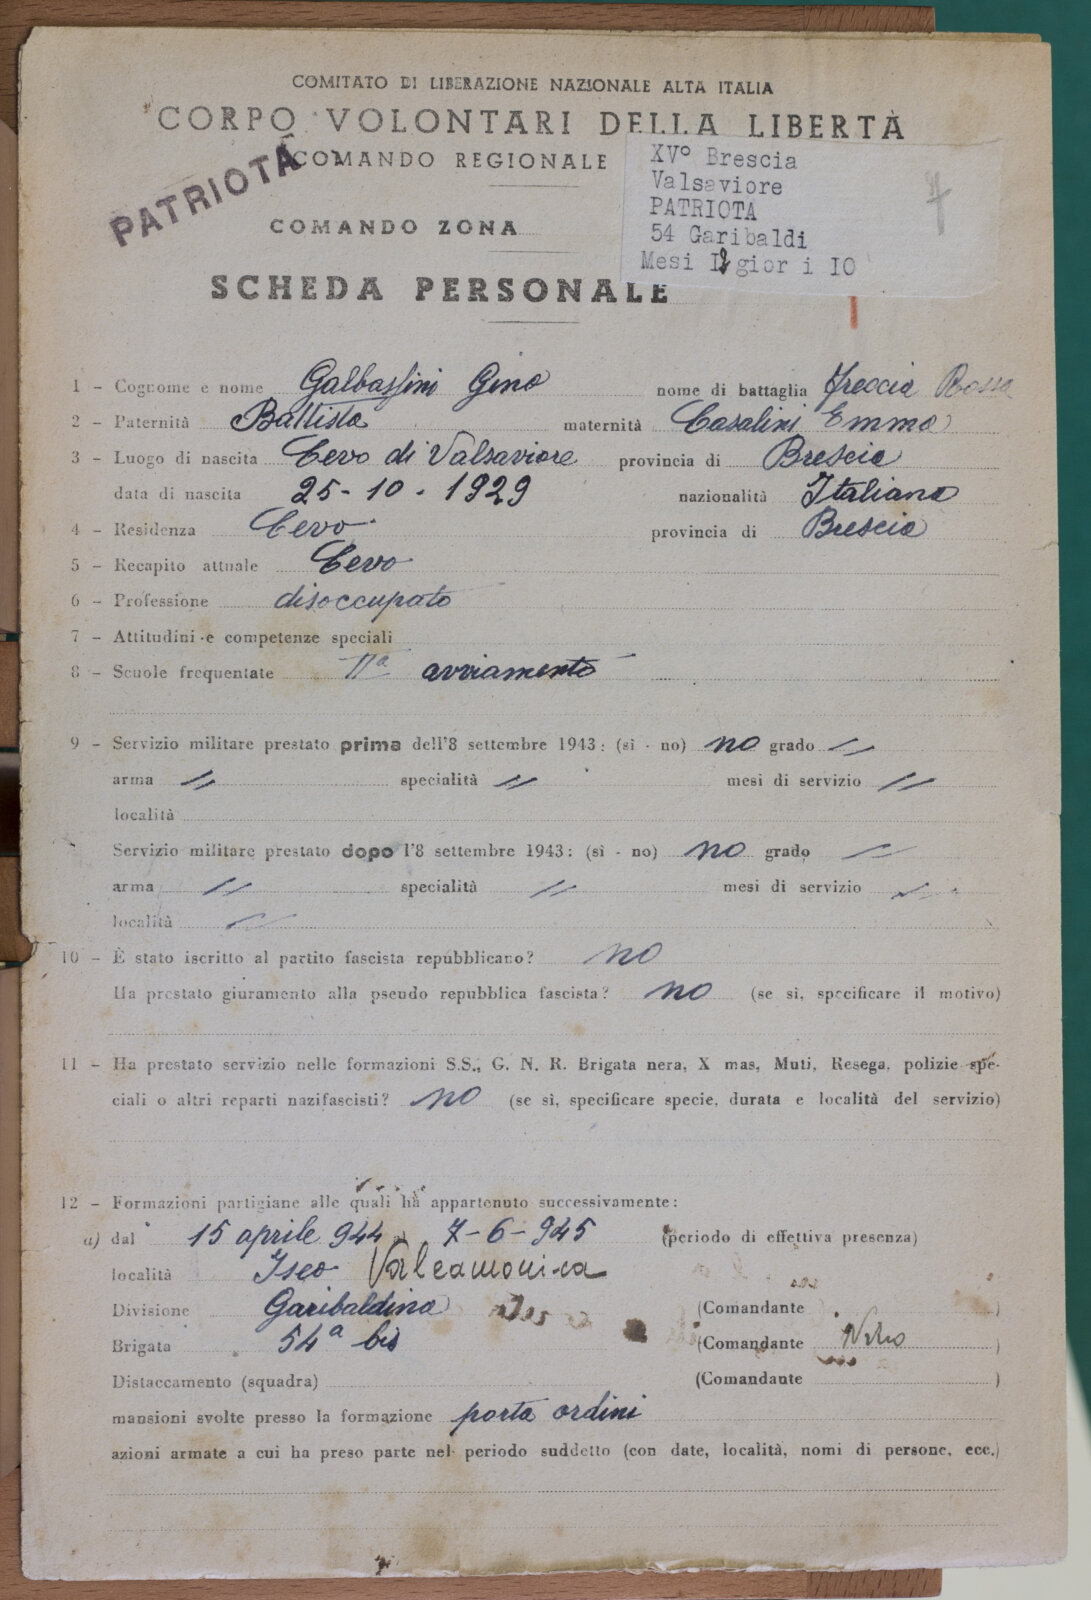 COMITATO DI LIBERAZIONE NAZIONALE ALTA ITALIA
CORPO VOLONTARI DELLA LIBERTÀ
COMANDO REGIONALE
PATRIOTA
XV° Brescia
Valsaviore
PATRIOTA
54 Garibaldi
Mesi 12 gior i IO
COMANDO ZONA
SCHEDA PERSONALE
1 - Cognome e nome Galbassini Gino nome di battaglia Freccia Rossa
2 - Paternità Battista maternità Casalini Emma
3 - Luogo di nascita Cevo di Valsaviore provincia di Brescia
data di nascita 25-10-1929 nazionalità Italiana
4 - Residenza Cevo provincia di Brescia
5 - Recapito attuale Cevo
6 - Professione disoccupato
7 - Attitudini e competenze speciali
8 - Scuole frequentate IIª avviamento
9 - Servizio militare prestato prima dell'8 settembre 1943: (sì - no) no grado //
arma // specialità // mesi di servizio //
località
Servizio militare prestato dopo l'8 settembre 1943: (sì - no) no grado //
arma // specialità // mesi di servizio //
località //
10 - È stato iscritto al partito fascista repubblicano? no
Ha prestato giuramento alla pseudo repubblica fascista? no (se sì, specificare il motivo)
11 - Ha prestato servizio nelle formazioni S.S., G. N. R. Brigata nera, X mas, Muti, Resega, polizie spe-
ciali o altri reparti nazifascisti? no (se sì, specificare specie, durata e località del servizio)
12 - Formazioni partigiane alle quali ha appartenuto successivamente:
a) dal 15 aprile 944 7-6-945 (periodo di effettiva presenza)
località Iseo Valcamonica
Divisione Garibaldina (Comandante )
Brigata 54ª bis (Comandante Nino )
Distaccamento (squadra) (Comandante )
mansioni svolte presso la formazione porta ordini
azioni armate a cui ha preso parte nel periodo suddetto (con date, località, nomi di persone, ecc.)